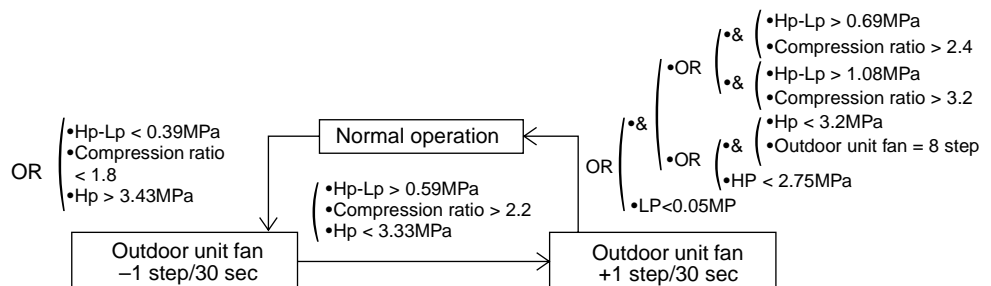 •Hp-Lp > 0.69MPa
•&
•Compression ratio > 2.4
•OR
•Hp-Lp > 1.08MPa
•&
•Compression ratio > 3.2
•&
•Hp < 3.2MPa
•&
•Outdoor unit fan = 8 step
•OR
•HP < 2.75MPa
OR
•LP<0.05MP
•Hp-Lp < 0.39MPa
•Compression ratio
< 1.8
•Hp > 3.43MPa
OR
Normal operation
•Hp-Lp > 0.59MPa
•Compression ratio > 2.2
•Hp < 3.33MPa
Outdoor unit fan
–1 step/30 sec
Outdoor unit fan
+1 step/30 sec